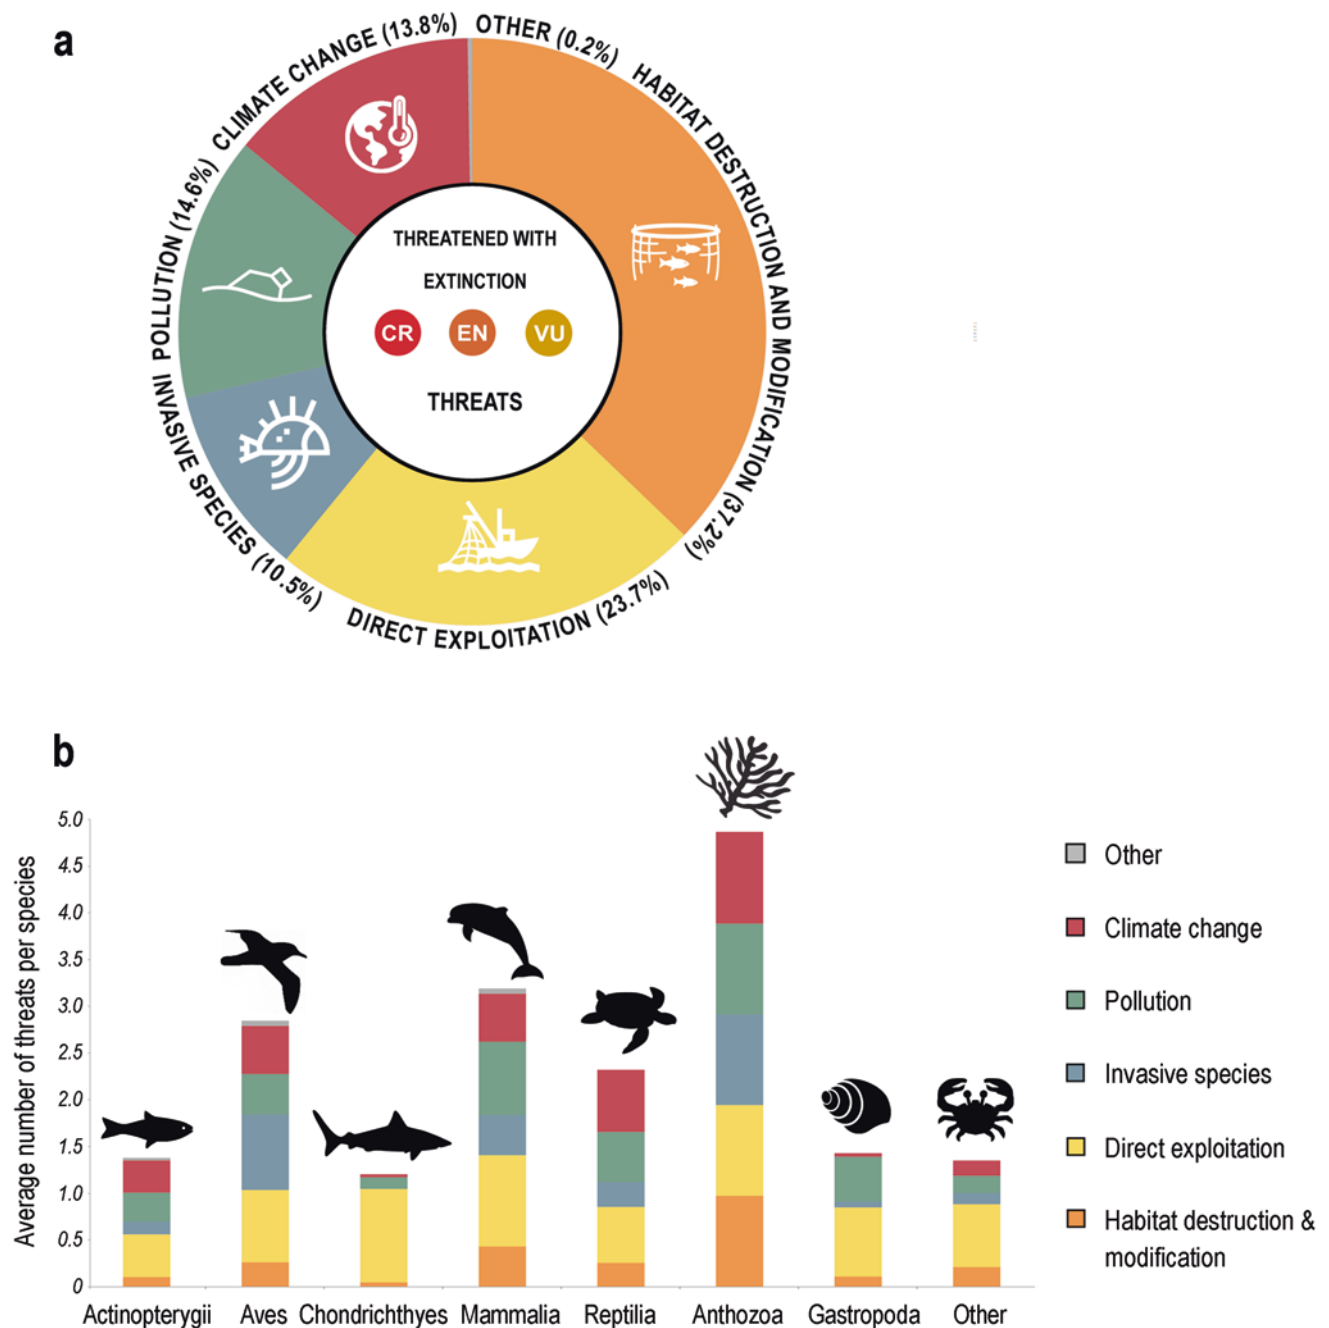 a
CLIMATE CHANGE (13.8%)
OTHER (0.2%)
HABITAT DESTRUCTION AND MODIFICATION (37.2%)
DIRECT EXPLOITATION (23.7%)
INVASIVE SPECIES (10.5%)
POLLUTION (14.6%)
THREATENED WITH
EXTINCTION
CR EN VU
THREATS
b
Average number of threats per species
5.0
4.5
4.0
3.5
3.0
2.5
2.0
1.5
1.0
0.5
0
Actinopterygii Aves Chondrichthyes Mammalia Reptilia Anthozoa Gastropoda Other
Other
Climate change
Pollution
Invasive species
Direct exploitation
Habitat destruction &
modification